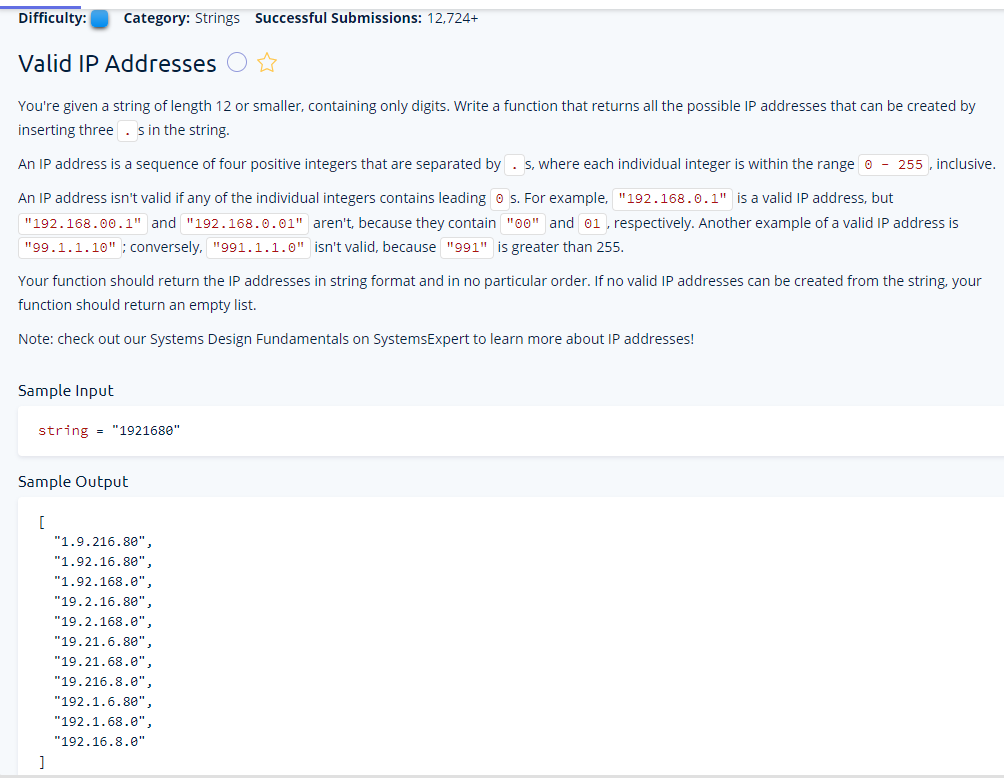 Difficulty: Category: Strings Successful Submissions: 12,724+
Valid IP Addresses
You're given a string of length 12 or smaller, containing only digits. Write a function that returns all the possible IP addresses that can be created by
inserting three . s in the string.
An IP address is a sequence of four positive integers that are separated by . s, where each individual integer is within the range 0 - 255 , inclusive.
An IP address isn't valid if any of the individual integers contains leading 0 s. For example, "192.168.0.1" is a valid IP address, but
"192.168.00.1" and "192.168.0.01" aren't, because they contain "00" and 01 , respectively. Another example of a valid IP address is
"99.1.1.10" ; conversely, "991.1.1.0" isn't valid, because "991" is greater than 255.
Your function should return the IP addresses in string format and in no particular order. If no valid IP addresses can be created from the string, your
function should return an empty list.
Note: check out our Systems Design Fundamentals on SystemsExpert to learn more about IP addresses!
Sample Input
string = "1921680"
Sample Output
[
"1.9.216.80",
"1.92.16.80",
"1.92.168.0",
"19.2.16.80",
"19.2.168.0",
"19.21.6.80",
"19.21.68.0",
"19.216.8.0",
"192.1.6.80",
"192.1.68.0",
"192.16.8.0"
]